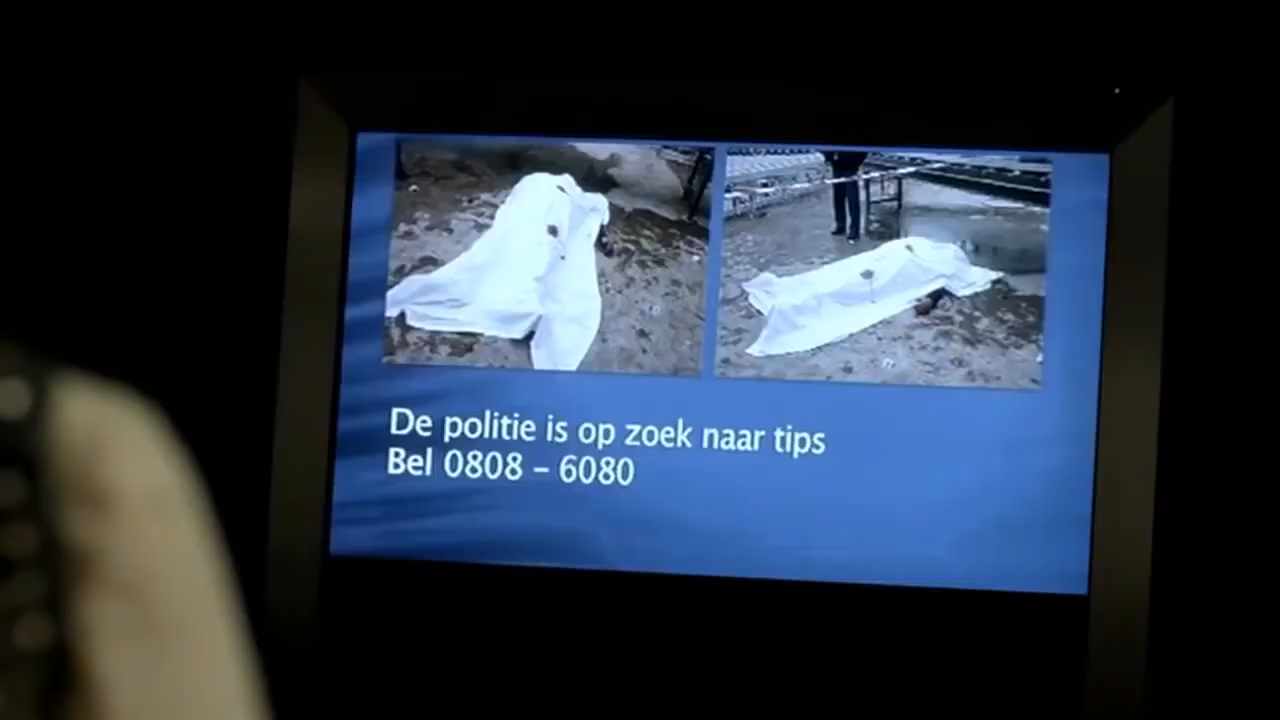 De politie is op zoek naar tips
Bel 0808 – 6080